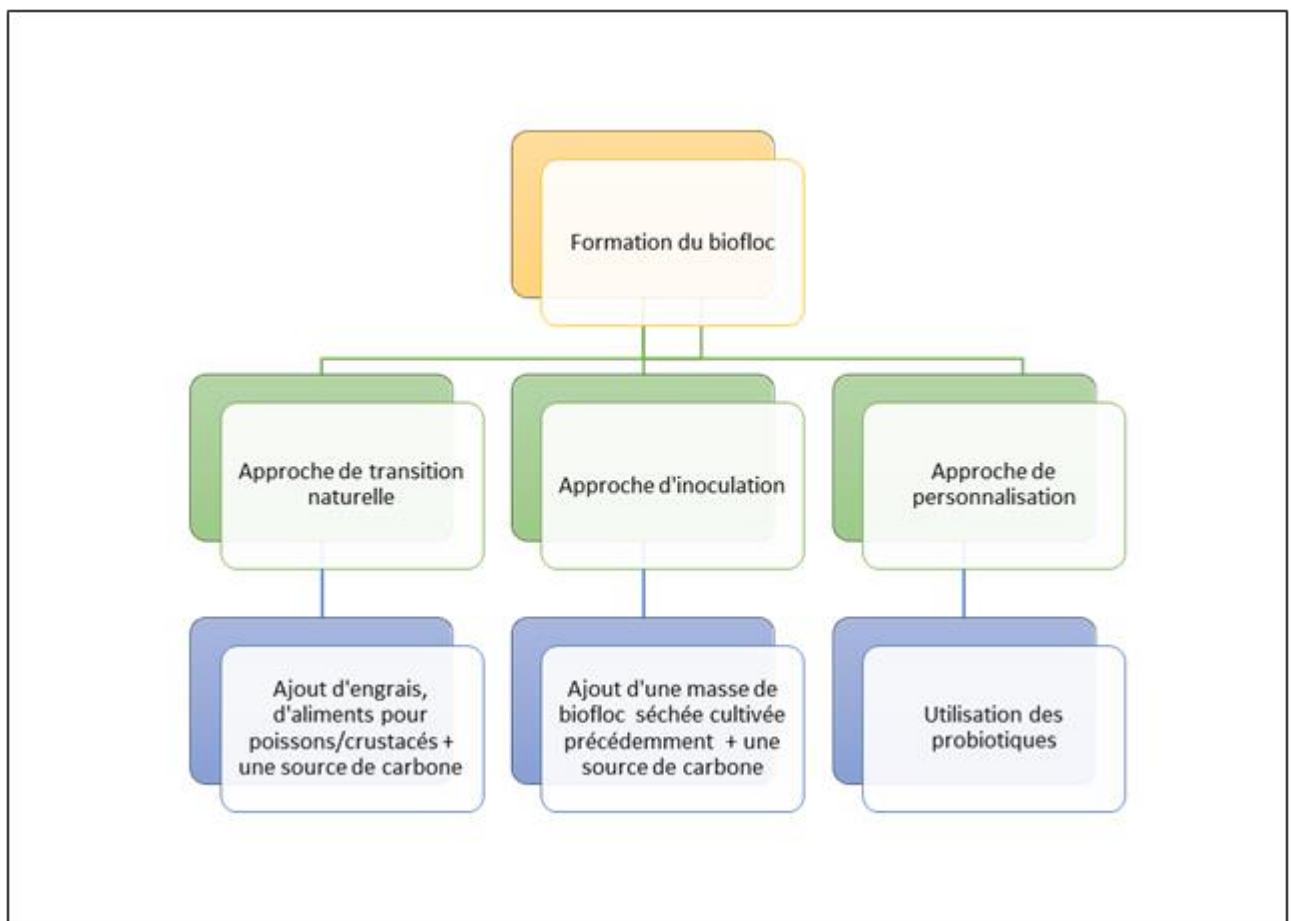 Formation du biofloc
Approche de transition
naturelle
Approche d'inoculation
Approche de
personnalisation
Ajout d'engrais,
d'aliments pour
poissons/crustacés +
une source de carbone
Ajout d'une masse de
biofloc séchée cultivée
précédemment + une
source de carbone
Utilisation des
probiotiques